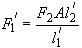 F₁′ = F₂Al₂′ / l₁′